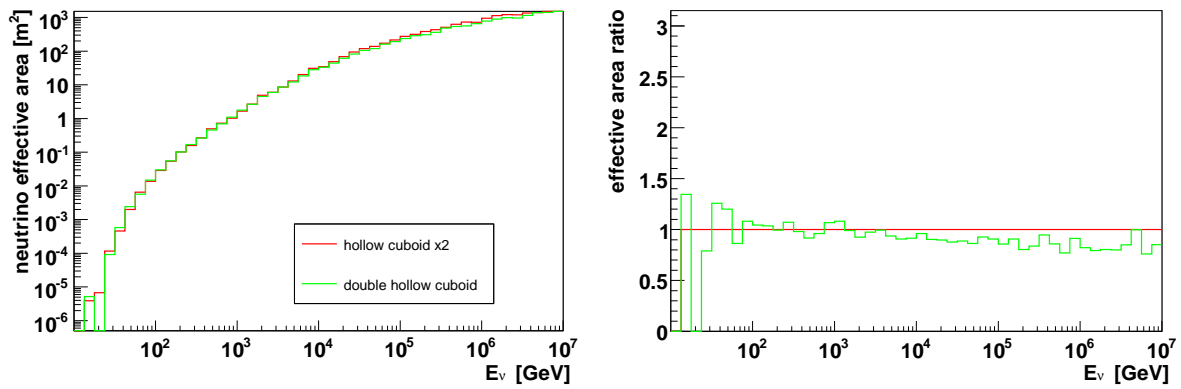 neutrino effective area [m²]
10³
10²
10
1
10⁻¹
10⁻²
10⁻³
10⁻⁴
10⁻⁵
10⁻⁶
hollow cuboid x2
double hollow cuboid
10² 10³ 10⁴ 10⁵ 10⁶ 10⁷
Eν [GeV]
effective area ratio
3
2.5
2
1.5
1
0.5
0
10² 10³ 10⁴ 10⁵ 10⁶ 10⁷
Eν [GeV]